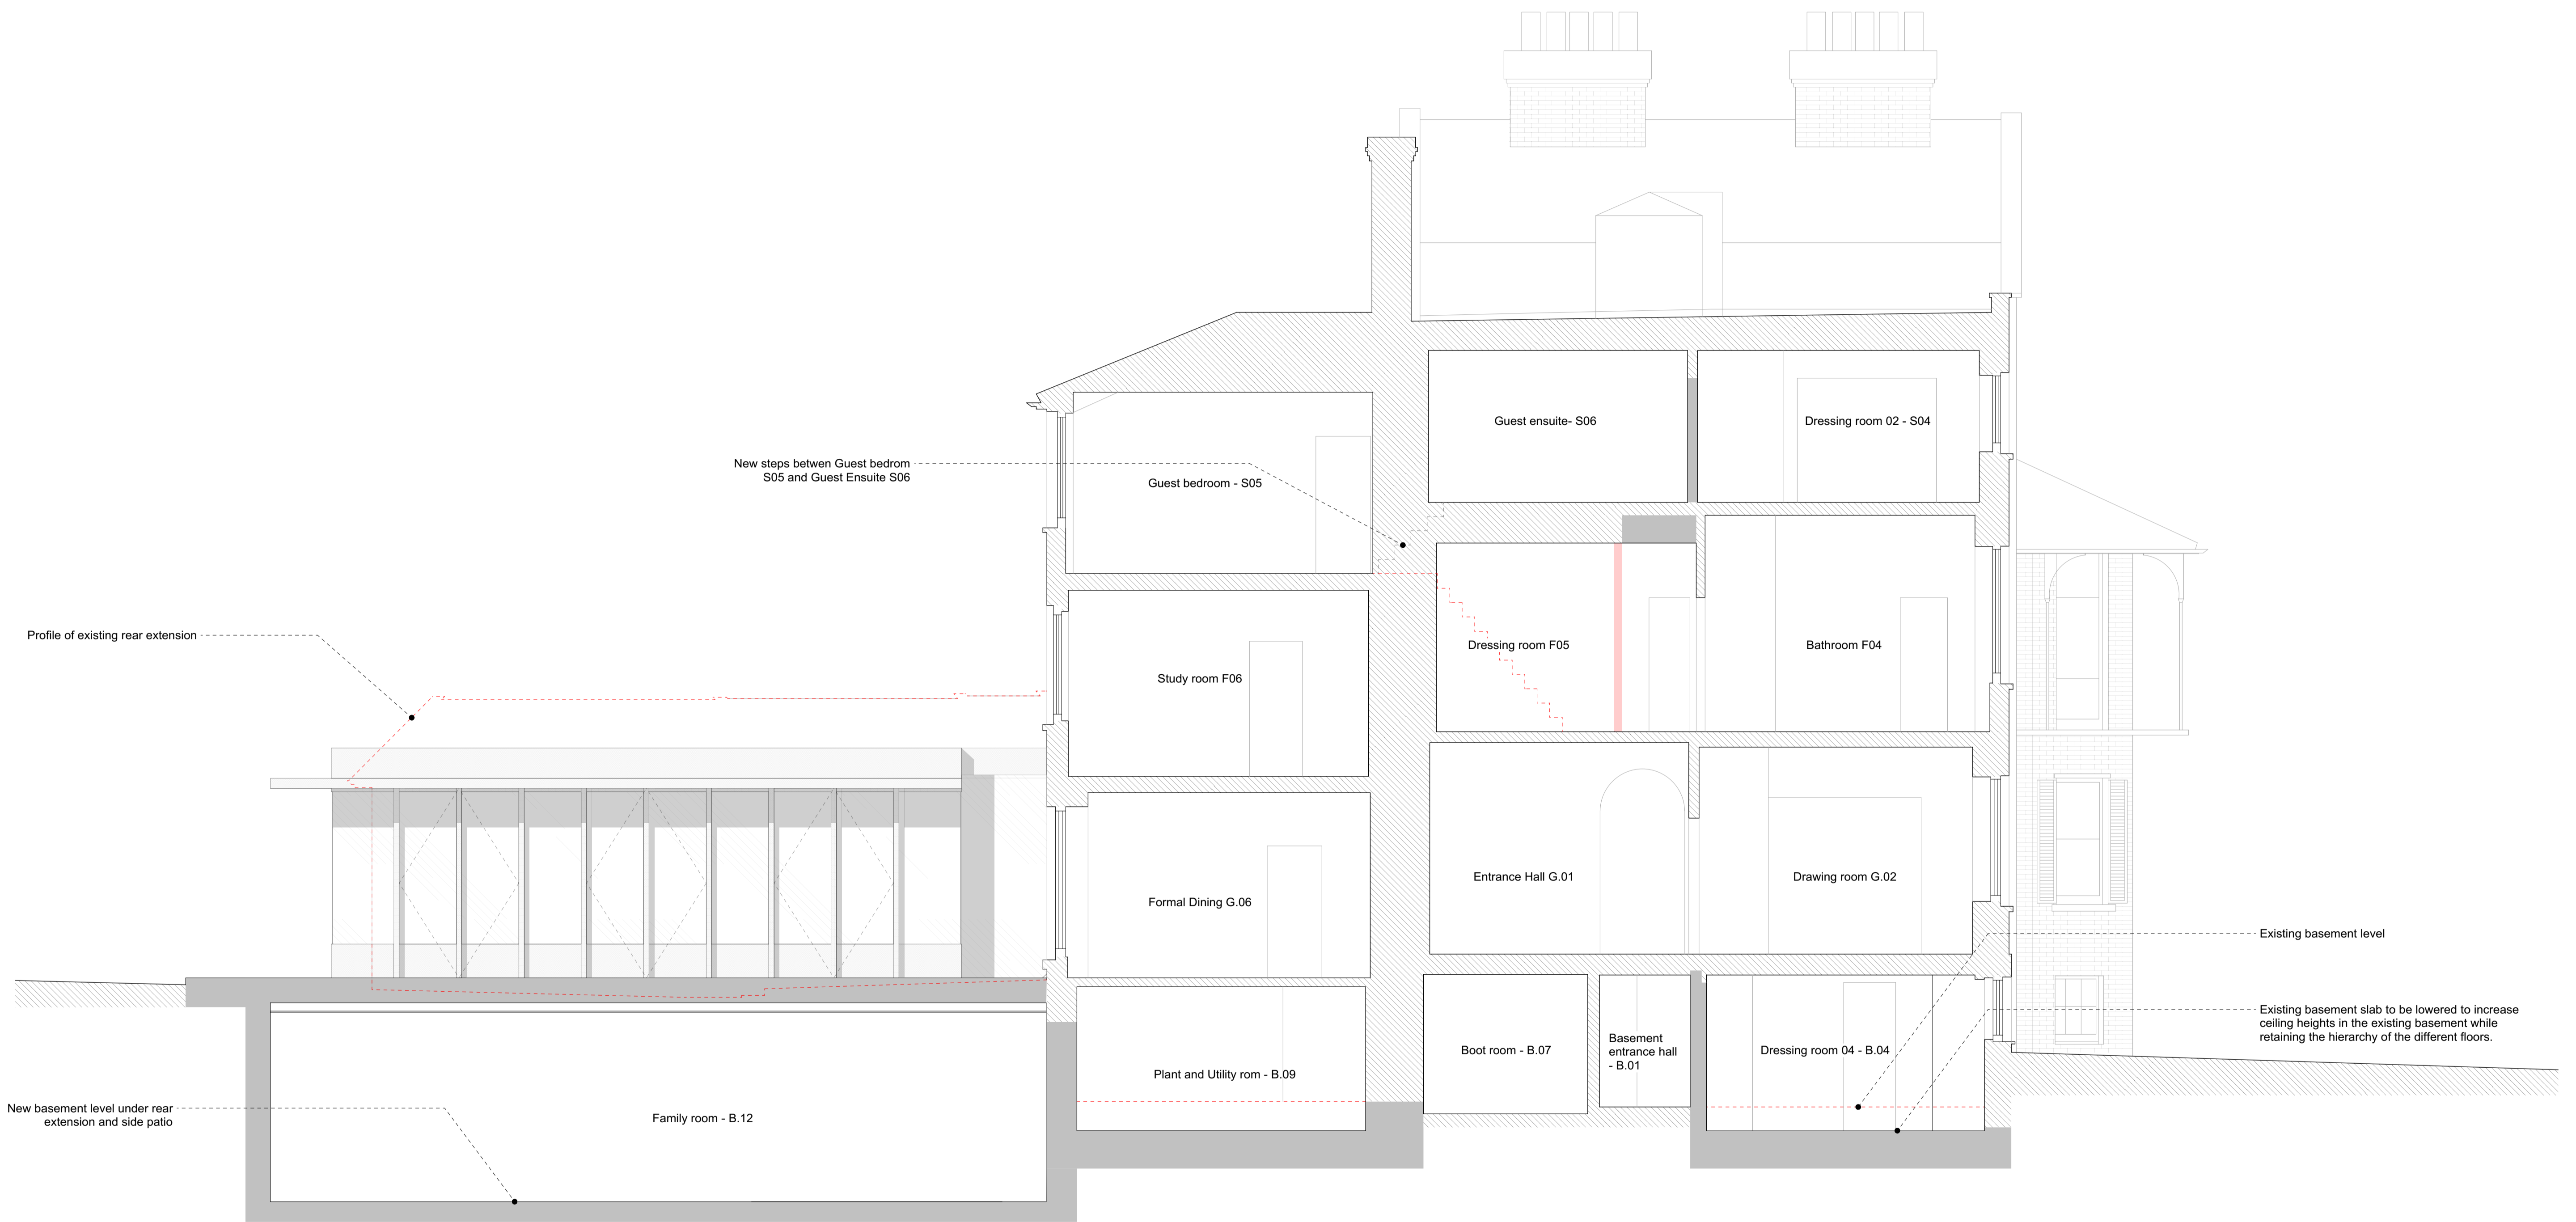 Guest ensuite- S06
Dressing room 02 - S04
New steps betwen Guest bedrom
S05 and Guest Ensuite S06
Guest bedroom - S05
Profile of existing rear extension
Dressing room F05
Bathroom F04
Study room F06
Entrance Hall G.01
Drawing room G.02
Formal Dining G.06
Existing basement level
Existing basement slab to be lowered to increase
ceiling heights in the existing basement while
retaining the hierarchy of the different floors.
Boot room - B.07
Basement
entrance hall
- B.01
Dressing room 04 - B.04
Plant and Utility rom - B.09
New basement level under rear
extension and side patio
Family room - B.12